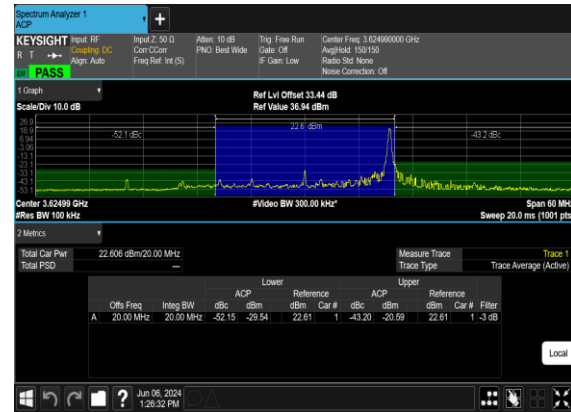 Spectrum Analyzer 1
ACP
+
KEYSIGHT Input: RF Input Z: 50 Ω Atten: 10 dB Trig: Free Run Center Freq: 3.624990000 GHz
R T Coupling: DC Corr CCorr PNO: Best Wide Gate: Off Avg|Hold: 150/150
Align: Auto Freq Ref: Int (S) IF Gain: Low Radio Std: None
Noise Correction: Off
PASS
1 Graph
Ref Lvl Offset 33.44 dB
Scale/Div 10.0 dB Ref Value 36.94 dBm
26.9
16.9
6.94
-3.06
-13.1
-23.1
-33.1
-43.1
-53.1
-52.1 dBc 22.6 dBm -43.2 dBc
Center 3.62499 GHz #Video BW 300.00 kHz* Span 60 MHz
#Res BW 100 kHz Sweep 20.0 ms (1001 pts
2 Metrics
Total Car Pwr 22.606 dBm/20.00 MHz Measure Trace Trace 1
Total PSD --- Trace Type Trace Average (Active)
Lower Upper
ACP Reference ACP Reference
Offs Freq Integ BW dBc dBm dBm Car # dBc dBm dBm Car # Filter
A 20.00 MHz 20.00 MHz -52.15 -29.54 22.61 1 -43.20 -20.59 22.61 1 -3 dB
Local
?
Jun 06, 2024
1:26:32 PM